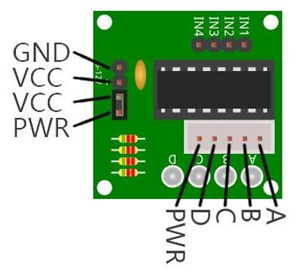 IN4 IN3 IN2 IN1
GND
VCC
VCC
PWR
D C B A
PWR D C B A